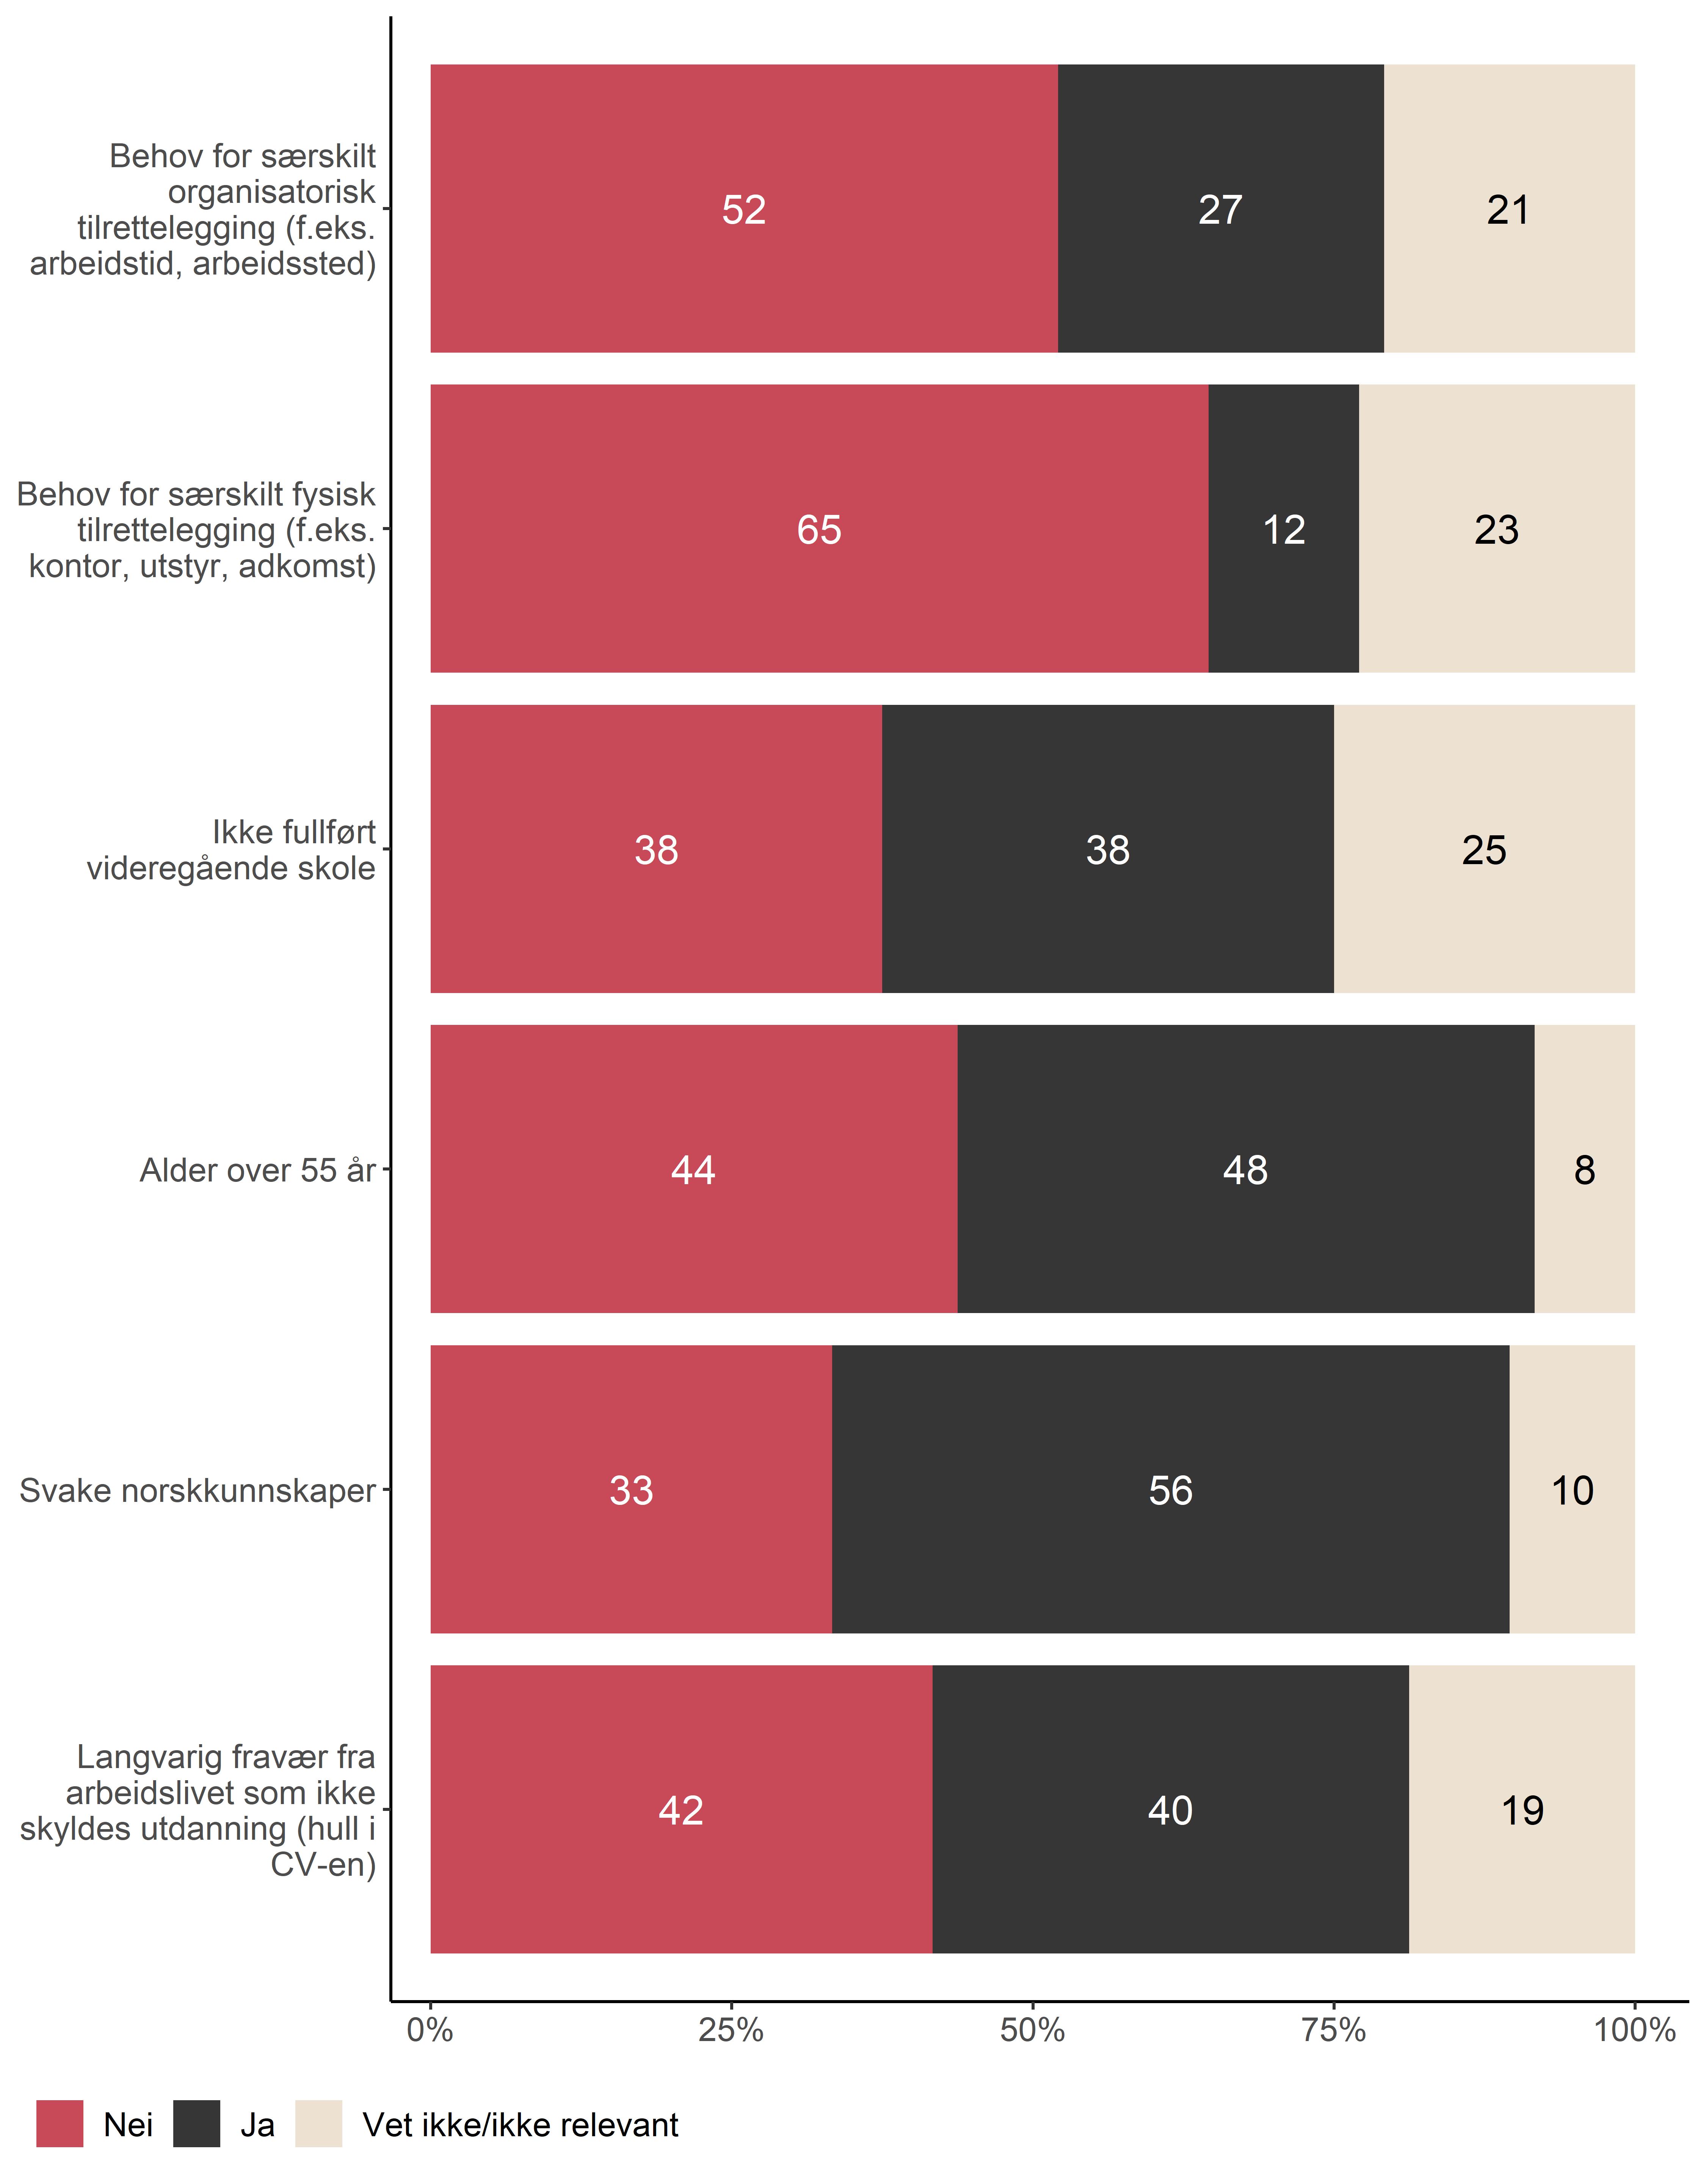 Behov for særskilt
organisatorisk
tilrettelegging (f.eks.
arbeidstid, arbeidssted)
52 27 21
Behov for særskilt fysisk
tilrettelegging (f.eks.
kontor, utstyr, adkomst)
65 12 23
Ikke fullført
videregående skole
38 38 25
Alder over 55 år
44 48 8
Svake norskkunnskaper
33 56 10
Langvarig fravær fra
arbeidslivet som ikke
skyldes utdanning (hull i
CV-en)
42 40 19
0% 25% 50% 75% 100%
Nei Ja Vet ikke/ikke relevant